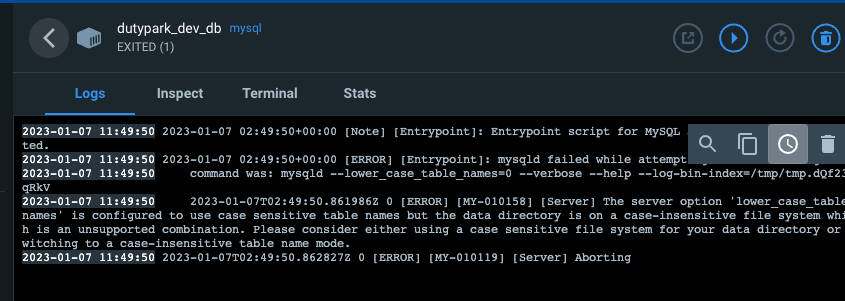 dutypark_dev_db mysql
EXITED (1)
Logs Inspect Terminal Stats
2023-01-07 11:49:50 2023-01-07 02:49:50+00:00 [Note] [Entrypoint]: Entrypoint script for MySQL
ted.
2023-01-07 11:49:50 2023-01-07 02:49:50+00:00 [ERROR] [Entrypoint]: mysqld failed while attempt
2023-01-07 11:49:50 command was: mysqld --lower_case_table_names=0 --verbose --help --log-bin-index=/tmp/tmp.dQf23
qRkV
2023-01-07 11:49:50 2023-01-07T02:49:50.861986Z 0 [ERROR] [MY-010158] [Server] The server option 'lower_case_table
names' is configured to use case sensitive table names but the data directory is on a case-insensitive file system whi
h is an unsupported combination. Please consider either using a case sensitive file system for your data directory or
witching to a case-insensitive table name mode.
2023-01-07 11:49:50 2023-01-07T02:49:50.862827Z 0 [ERROR] [MY-010119] [Server] Aborting